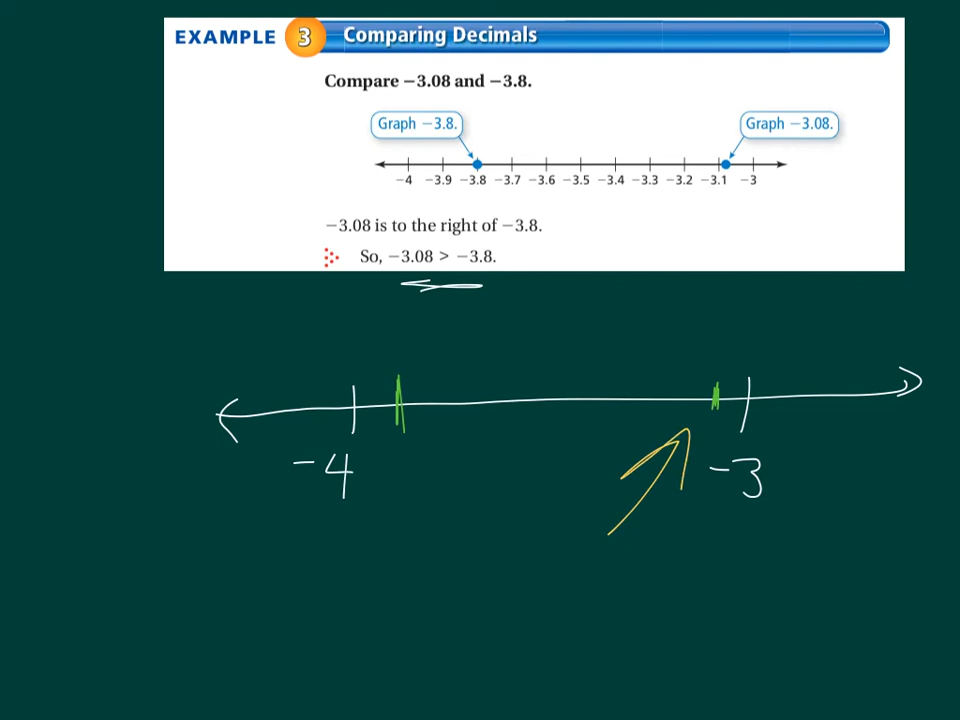 EXAMPLE 3 Comparing Decimals
Compare −3.08 and −3.8.
Graph −3.8. Graph −3.08.
−4 −3.9 −3.8 −3.7 −3.6 −3.5 −3.4 −3.3 −3.2 −3.1 −3
−3.08 is to the right of −3.8.
So, −3.08 > −3.8.
−4 −3